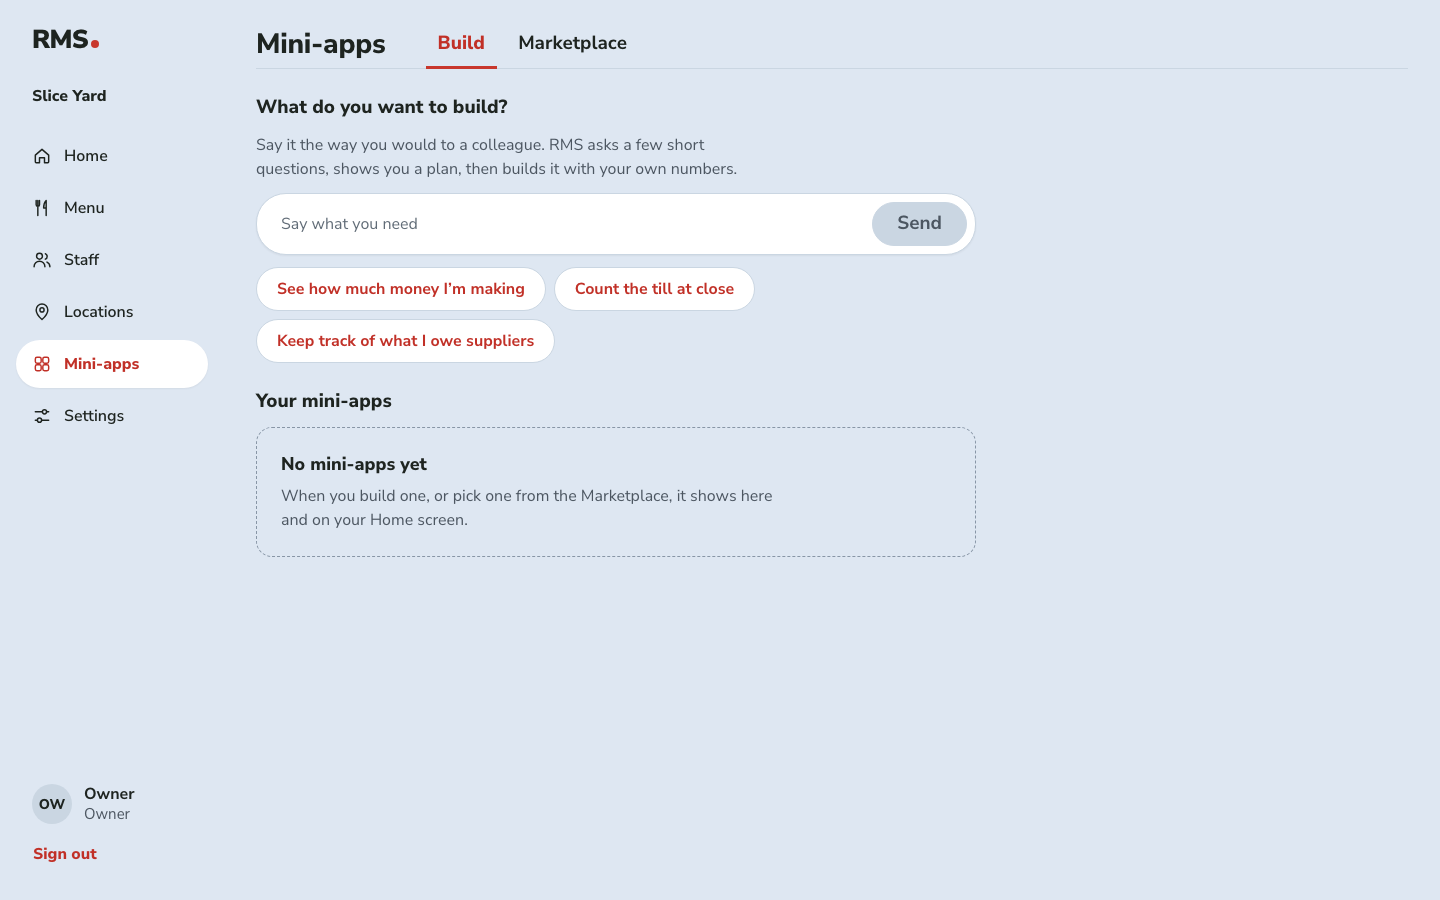 RMS.
Slice Yard
Home
Menu
Staff
Locations
Mini-apps
Settings
OW
Owner
Owner
Sign out
Mini-apps
Build
Marketplace
What do you want to build?
Say it the way you would to a colleague. RMS asks a few short
questions, shows you a plan, then builds it with your own numbers.
Say what you need
Send
See how much money I’m making
Count the till at close
Keep track of what I owe suppliers
Your mini-apps
No mini-apps yet
When you build one, or pick one from the Marketplace, it shows here
and on your Home screen.